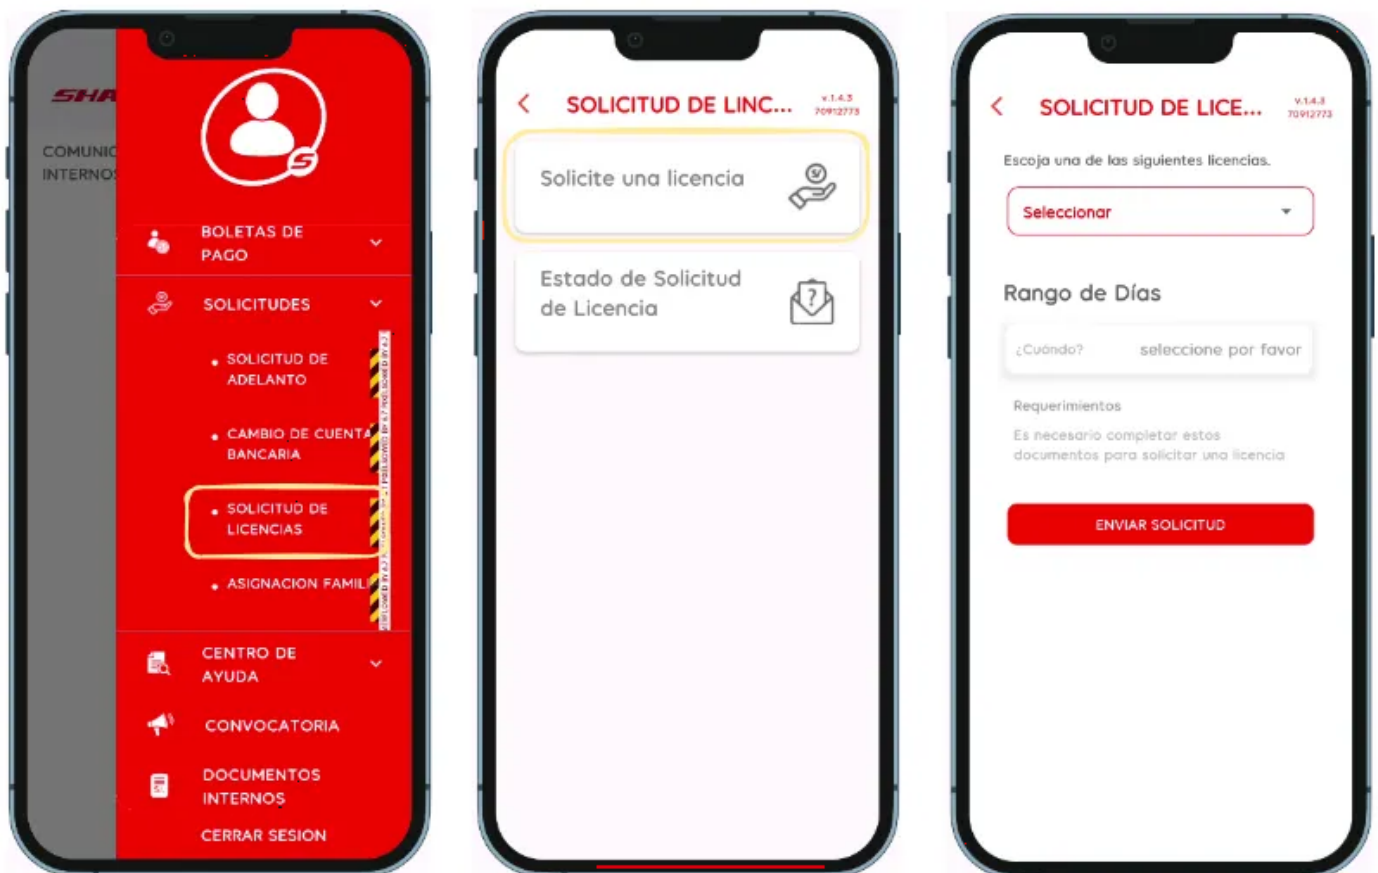 SHA
COMUNIC
INTERNOS
BOLETAS DE
PAGO
SOLICITUDES
SOLICITUD DE
ADELANTO
CAMBIO DE CUENTA
BANCARIA
SOLICITUD DE
LICENCIAS
ASIGNACION FAMILI
CENTRO DE
AYUDA
CONVOCATORIA
DOCUMENTOS
INTERNOS
CERRAR SESION
SOLICITUD DE LINC...
v.1.4.3
70912773
Solicite una licencia
Estado de Solicitud
de Licencia
SOLICITUD DE LICE...
v.1.4.3
70912773
Escoja una de las siguientes licencias.
Seleccionar
Rango de Días
¿Cuándo? seleccione por favor
Requerimientos
Es necesario completar estos
documentos para solicitar una licencia
ENVIAR SOLICITUD